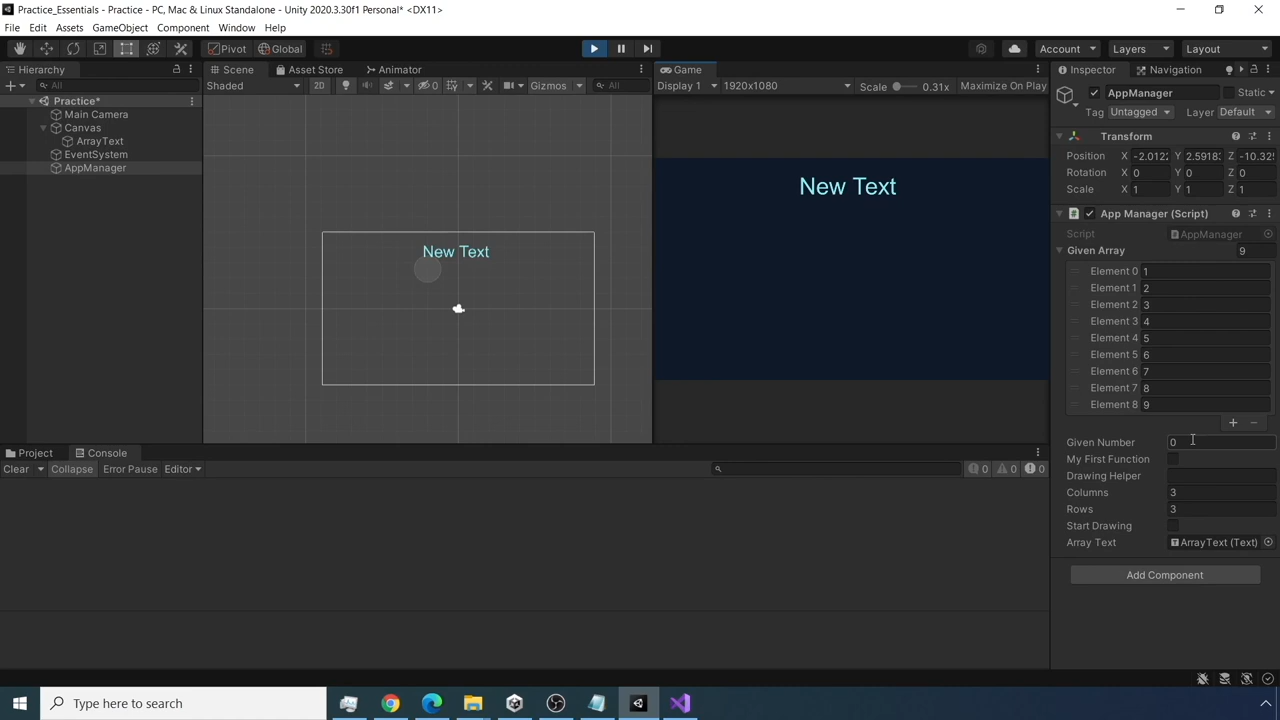 Practice_Essentials - Practice - PC, Mac & Linux Standalone - Unity 2020.3.30f1 Personal* <DX11>
File Edit Assets GameObject Component Window Help
Pivot Global Account Layers Layout
Hierarchy
All
Practice*
Main Camera
Canvas
ArrayText
EventSystem
AppManager
Scene Asset Store Animator
Shaded 2D 0 Gizmos All
New Text
Game
Display 1 1920x1080 Scale 0.31x Maximize On Play
New Text
Inspector Navigation
AppManager Static
Tag Untagged Layer Default
Transform
Position X -2.0122 Y 2.5918 Z -10.325
Rotation X 0 Y 0 Z 0
Scale X 1 Y 1 Z 1
App Manager (Script)
Script AppManager
Given Array 9
Element 0 1
Element 1 2
Element 2 3
Element 3 4
Element 4 5
Element 5 6
Element 6 7
Element 7 8
Element 8 9
Given Number 0
My First Function
Drawing Helper
Columns 3
Rows 3
Start Drawing
Array Text ArrayText (Text)
Add Component
Project Console
Clear Collapse Error Pause Editor 0 0 0
Type here to search